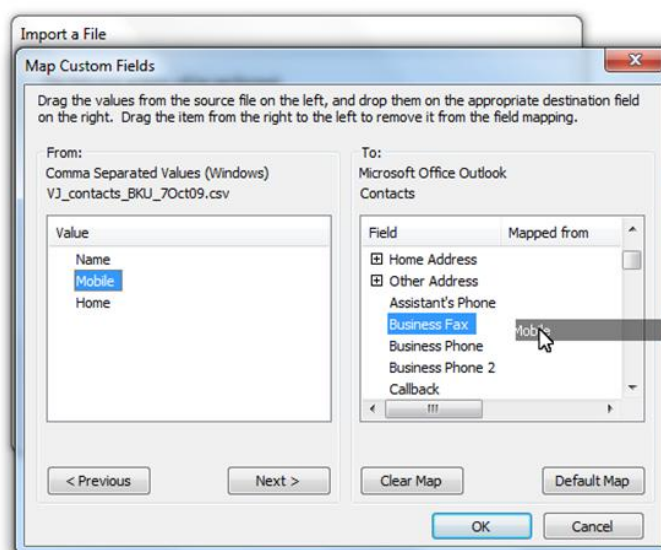 Import a File
Map Custom Fields
Drag the values from the source file on the left, and drop them on the appropriate destination field
on the right. Drag the item from the right to the left to remove it from the field mapping.
From:
Comma Separated Values (Windows)
VJ_contacts_BKU_7Oct09.csv
Value
Name
Mobile
Home
< Previous
Next >
To:
Microsoft Office Outlook
Contacts
Field Mapped from
Home Address
Other Address
Assistant's Phone
Business Fax
Mobile
Business Phone
Business Phone 2
Callback
Clear Map
Default Map
OK
Cancel